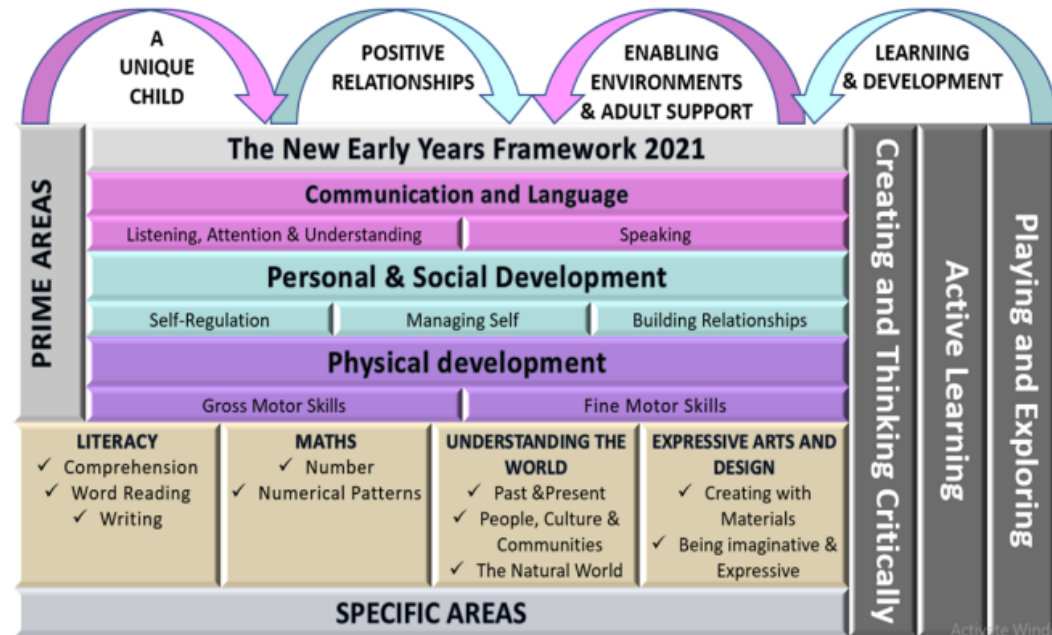 A
UNIQUE
CHILD
POSITIVE
RELATIONSHIPS
ENABLING
ENVIRONMENTS
& ADULT SUPPORT
LEARNING
& DEVELOPMENT
PRIME AREAS
The New Early Years Framework 2021
Communication and Language
Listening, Attention & Understanding
Speaking
Personal & Social Development
Self-Regulation
Managing Self
Building Relationships
Physical development
Gross Motor Skills
Fine Motor Skills
LITERACY
✓ Comprehension
✓ Word Reading
✓ Writing
MATHS
✓ Number
✓ Numerical Patterns
UNDERSTANDING THE
WORLD
✓ Past &Present
✓ People, Culture &
Communities
✓ The Natural World
EXPRESSIVE ARTS AND
DESIGN
✓ Creating with
Materials
✓ Being imaginative &
Expressive
SPECIFIC AREAS
Creating and Thinking Critically
Active Learning
Playing and Exploring
Activate Wind